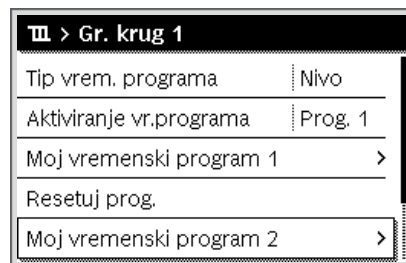 > Gr. krug 1
Tip vrem. programa Nivo
Aktiviranje vr.programa Prog. 1
Moj vremenski program 1 >
Resetuj prog.
Moj vremenski program 2 >